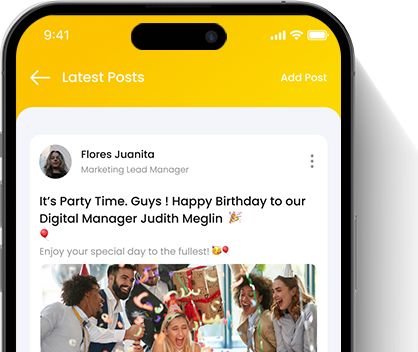 9:41
Latest Posts
Add Post
Flores Juanita
Marketing Lead Manager
It's Party Time. Guys ! Happy Birthday to our
Digital Manager Judith Meglin 🎉
🎈
Enjoy your special day to the fullest! 🥳🎈